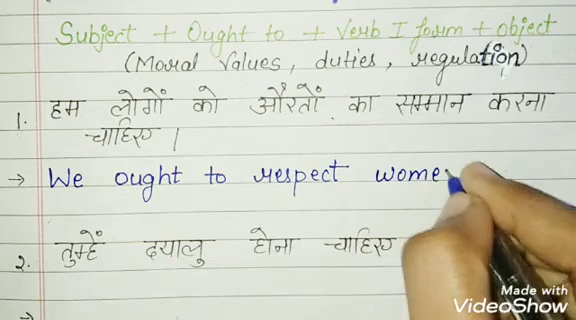 Subject + Ought to + Verb I form + object
(Moral Values, duties, regulation)
1. हम लोगों को औरतों का सम्मान करना
चाहिए।
→ We ought to respect wome
2. तुम्हें दयालु होना चाहिए
→
Made with
VideoShow